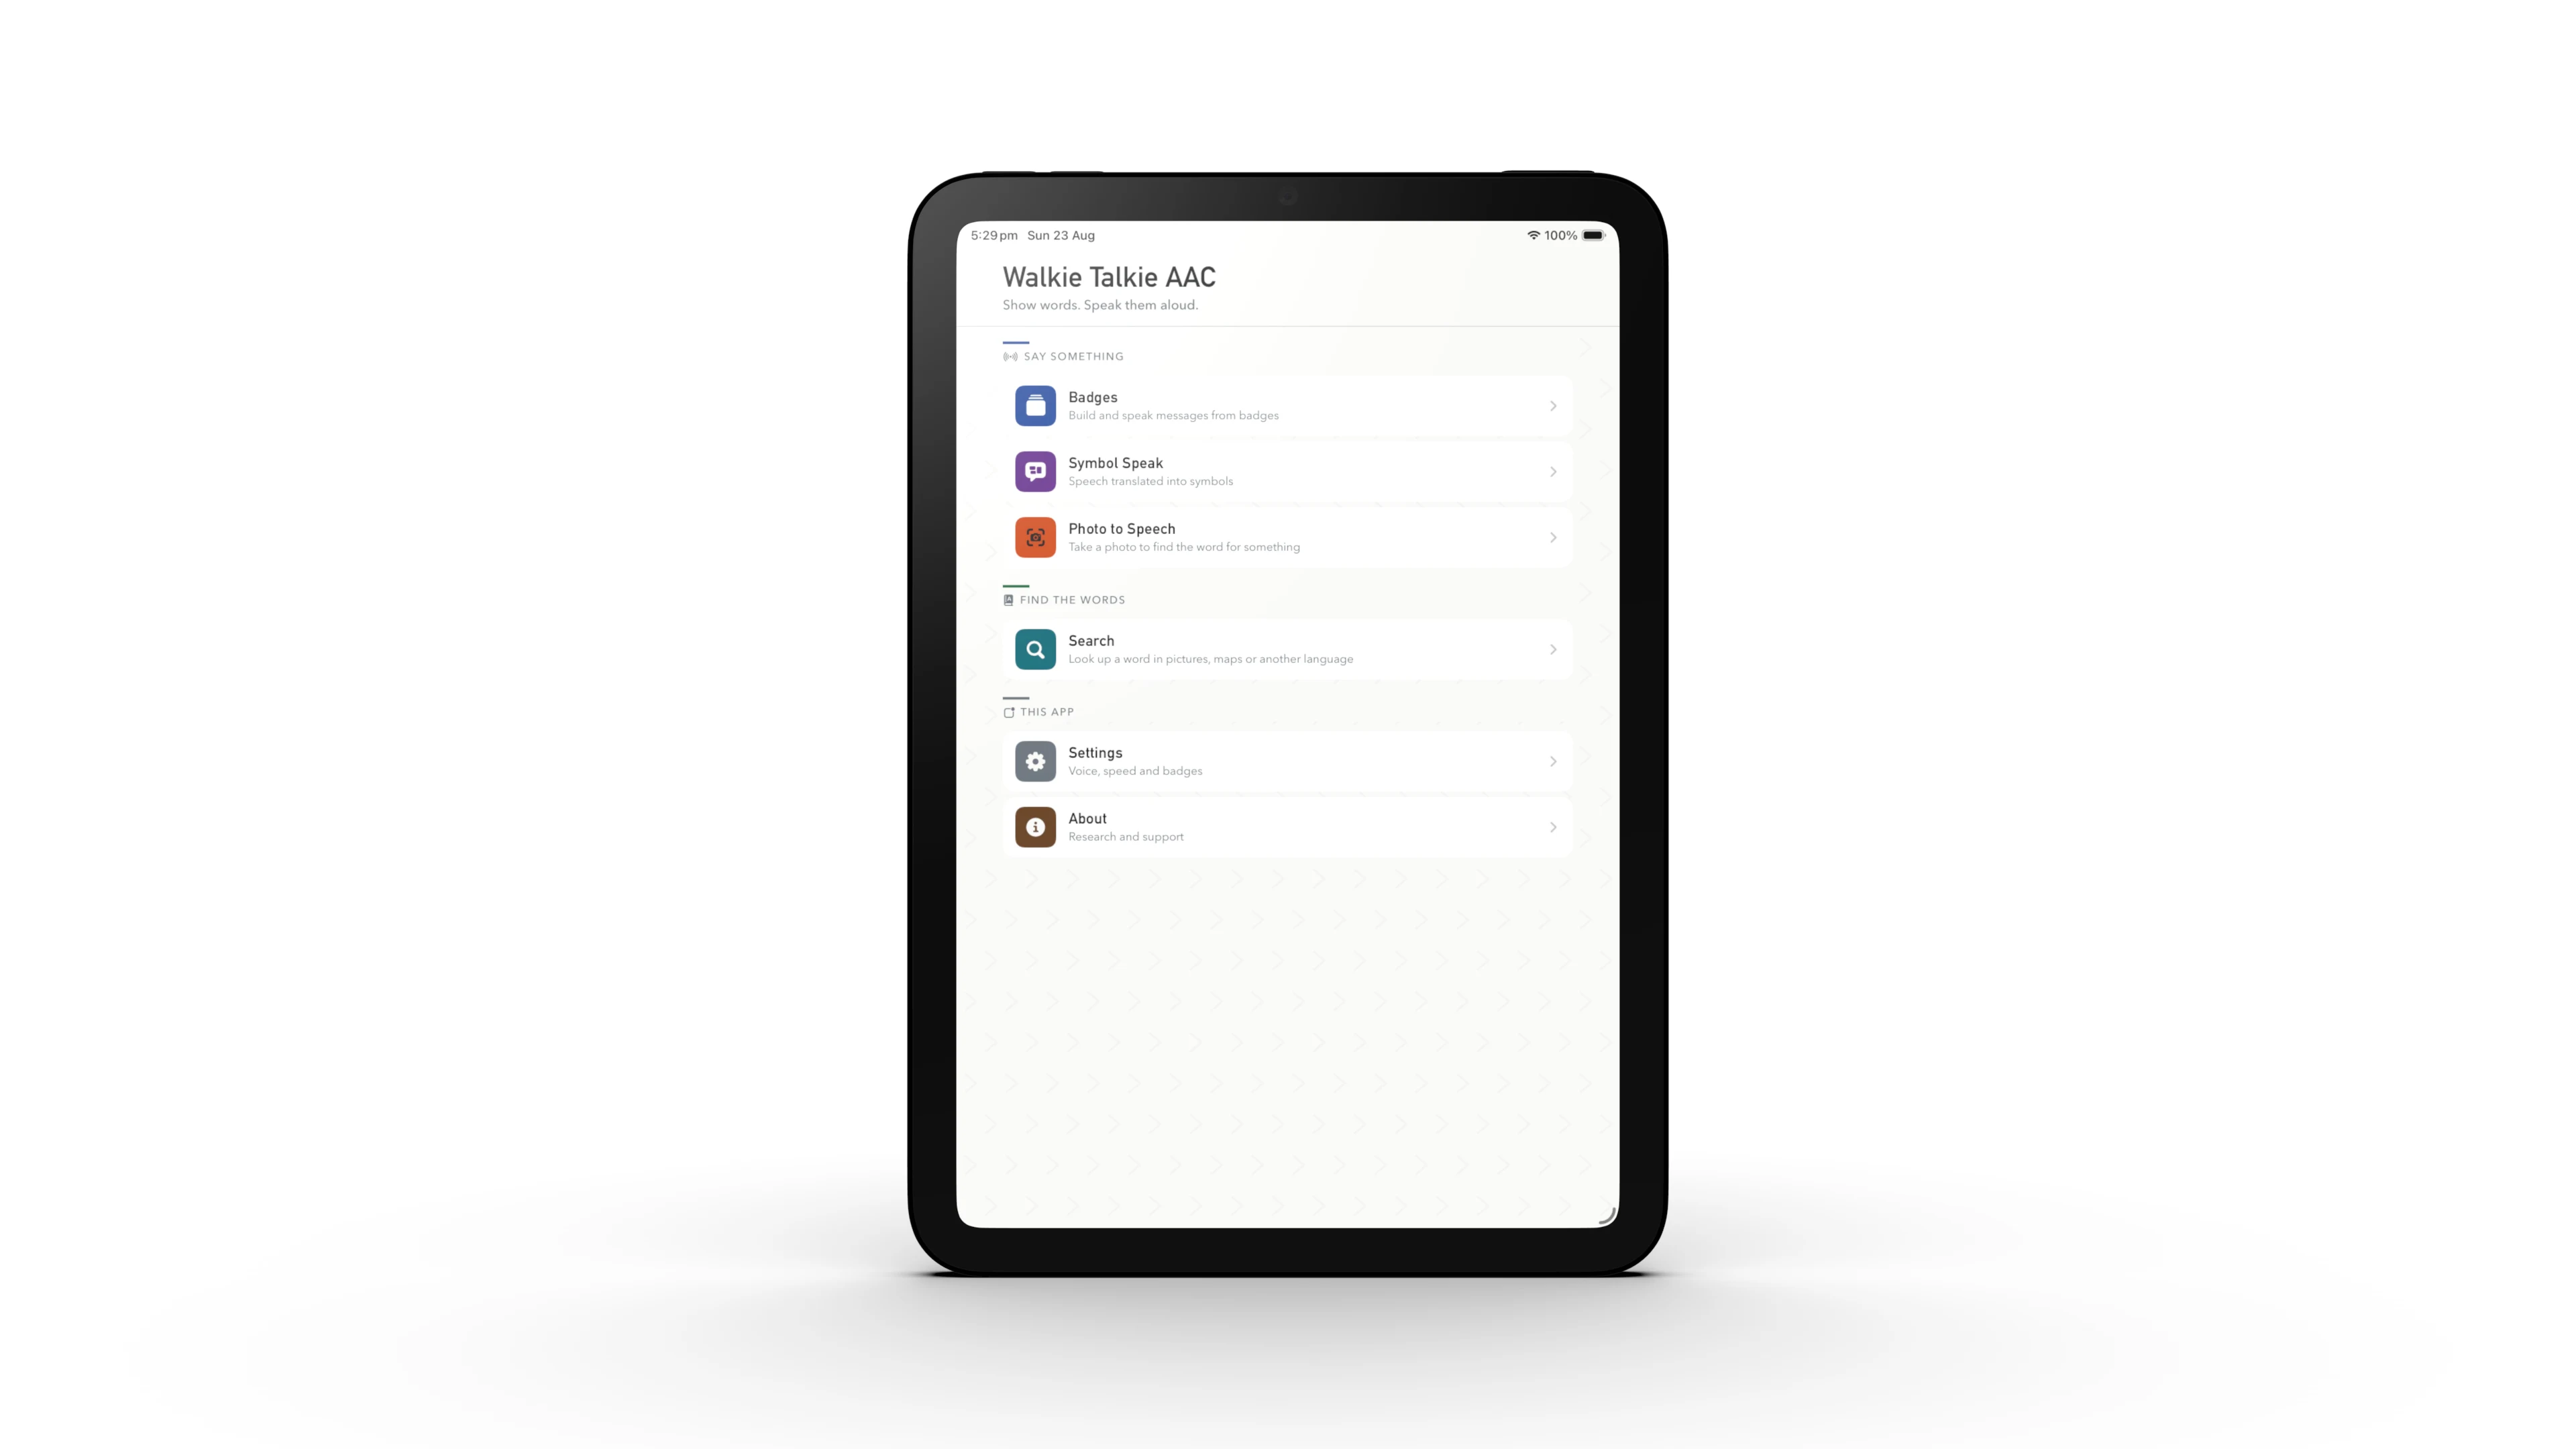 5:29 pm Sun 23 Aug
100%
Walkie Talkie AAC
Show words. Speak them aloud.
SAY SOMETHING
Badges
Build and speak messages from badges
Symbol Speak
Speech translated into symbols
Photo to Speech
Take a photo to find the word for something
FIND THE WORDS
Search
Look up a word in pictures, maps or another language
THIS APP
Settings
Voice, speed and badges
About
Research and support